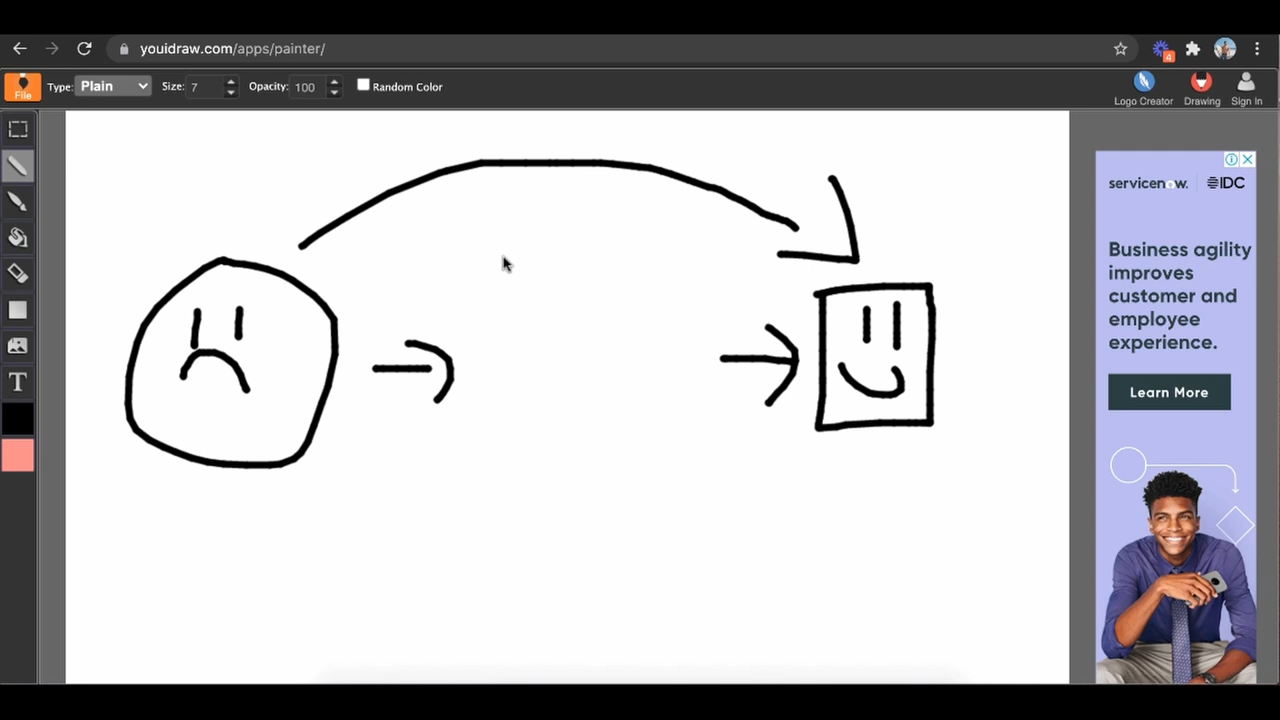 youidraw.com/apps/painter/
4
File
Type: Plain Size: 7 Opacity: 100 Random Color
Logo Creator Drawing Sign In
servicenow. IDC
Business agility
improves
customer and
employee
experience.
Learn More
T